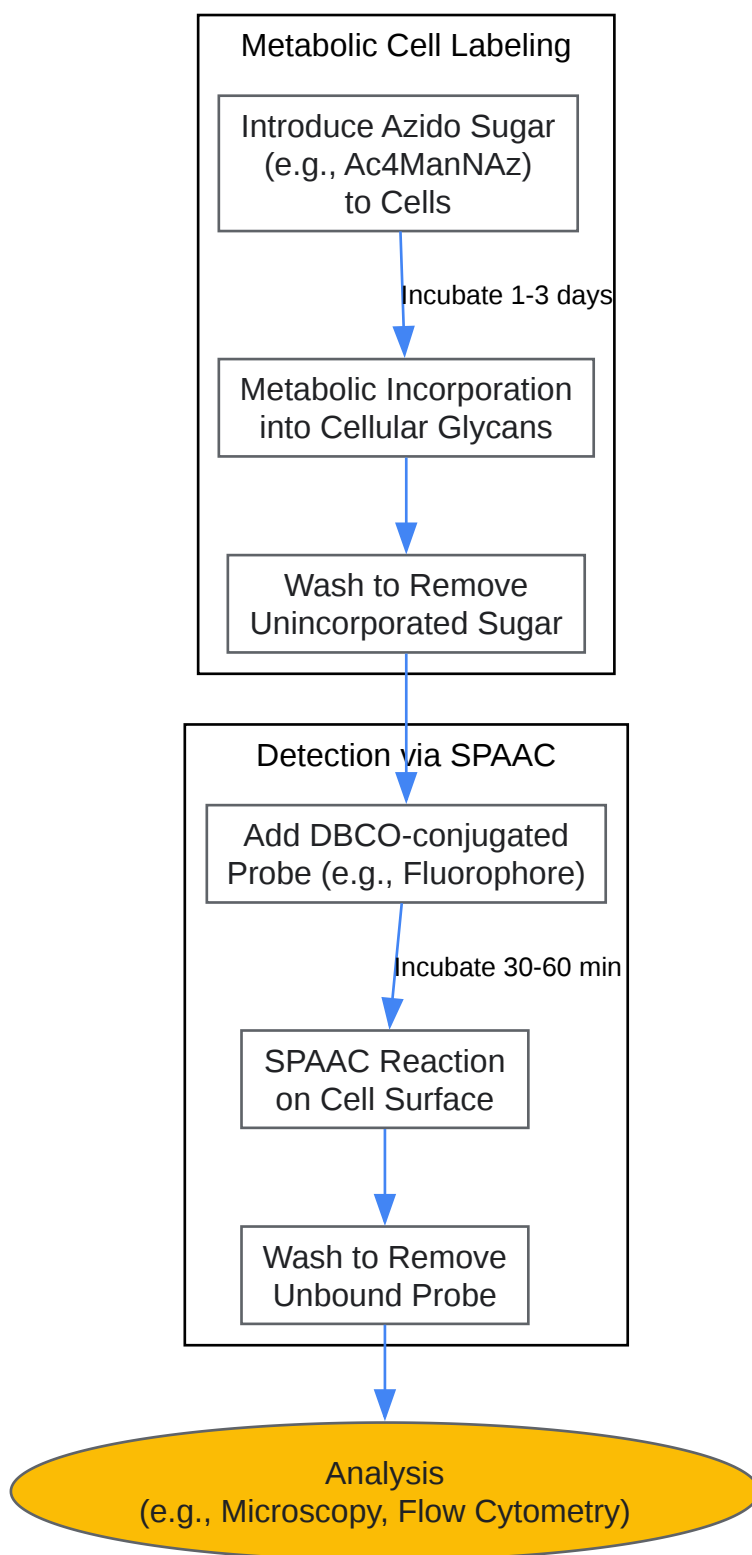 Metabolic Cell Labeling
Introduce Azido Sugar
(e.g., Ac4ManNAz)
to Cells
Incubate 1-3 days
Metabolic Incorporation
into Cellular Glycans
Wash to Remove
Unincorporated Sugar
Detection via SPAAC
Add DBCO-conjugated
Probe (e.g., Fluorophore)
Incubate 30-60 min
SPAAC Reaction
on Cell Surface
Wash to Remove
Unbound Probe
Analysis
(e.g., Microscopy, Flow Cytometry)